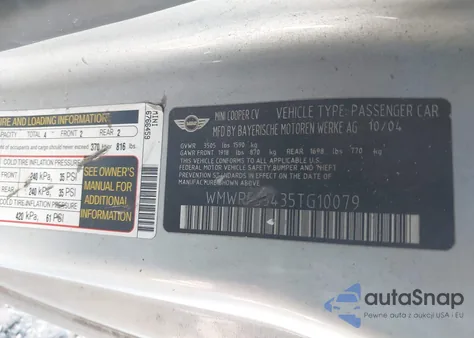 TIRE AND LOADING INFORMATION
CAPACITY TOTAL 4 FRONT 2 REAR 2
816 lbs
COLD TIRE INFLATION PRESSURE
240 kPa, 35 PSI
240 kPa, 35 PSI
420 kPa, 61 PSI
SEE OWNER'S
MANUAL FOR
ADDITIONAL
INFORMATION
MINI
6766459
MINI
MINI COOPER CV VEHICLE TYPE: PASSENGER CAR
MFD BY BAYERISCHE MOTOREN WERKE AG 10/04
GVWR 3505 lbs 1590 kg
GAWR FRONT 1918 lbs 870 kg REAR 1698 lbs 770 kg
THIS VEHICLE CONFORMS TO ALL APPLICABLE
FEDERAL MOTOR VEHICLE SAFETY,
BUMPER AND THEFT
PREVENTION STANDARDS IN EFFECT ON THE DATE OF
MANUFACTURE SHOWN ABOVE.
435TG10079
autoSnap
Pewne auta z aukcji USA i EU